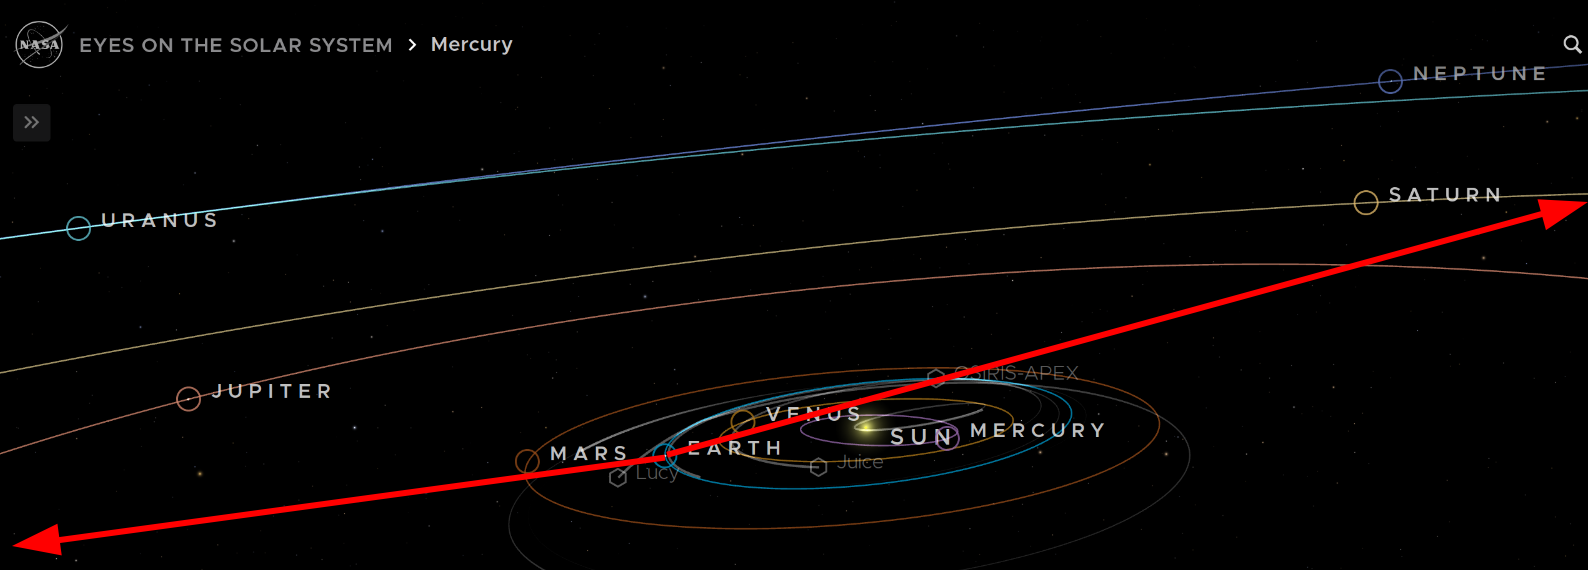 NASA
EYES ON THE SOLAR SYSTEM > Mercury
NEPTUNE
SATURN
URANUS
OSIRIS-APEX
JUPITER
VENUS
SUN
MERCURY
EARTH
MARS
Juice
Lucy